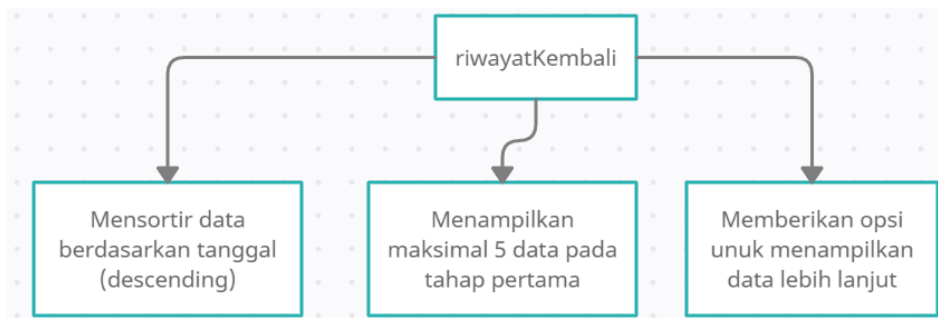 riwayatKembali
Mensortir data
berdasarkan tanggal
(descending)
Menampilkan
maksimal 5 data pada
tahap pertama
Memberikan opsi
unuk menampilkan
data lebih lanjut